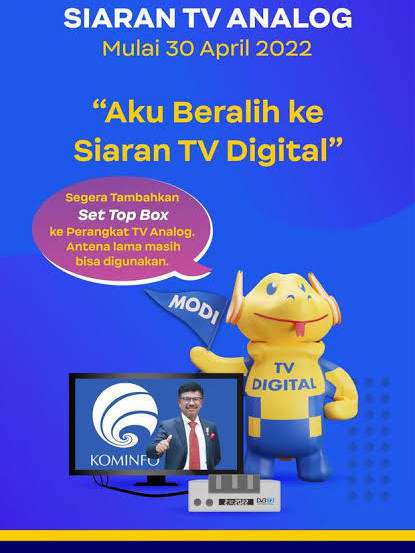 SIARAN TV ANALOG
Mulai 30 April 2022
“Aku Beralih ke
Siaran TV Digital”
Segera Tambahkan
Set Top Box
ke Perangkat TV Analog.
Antena lama masih
bisa digunakan.
MODI
TV
DIGITAL
KOMINFO